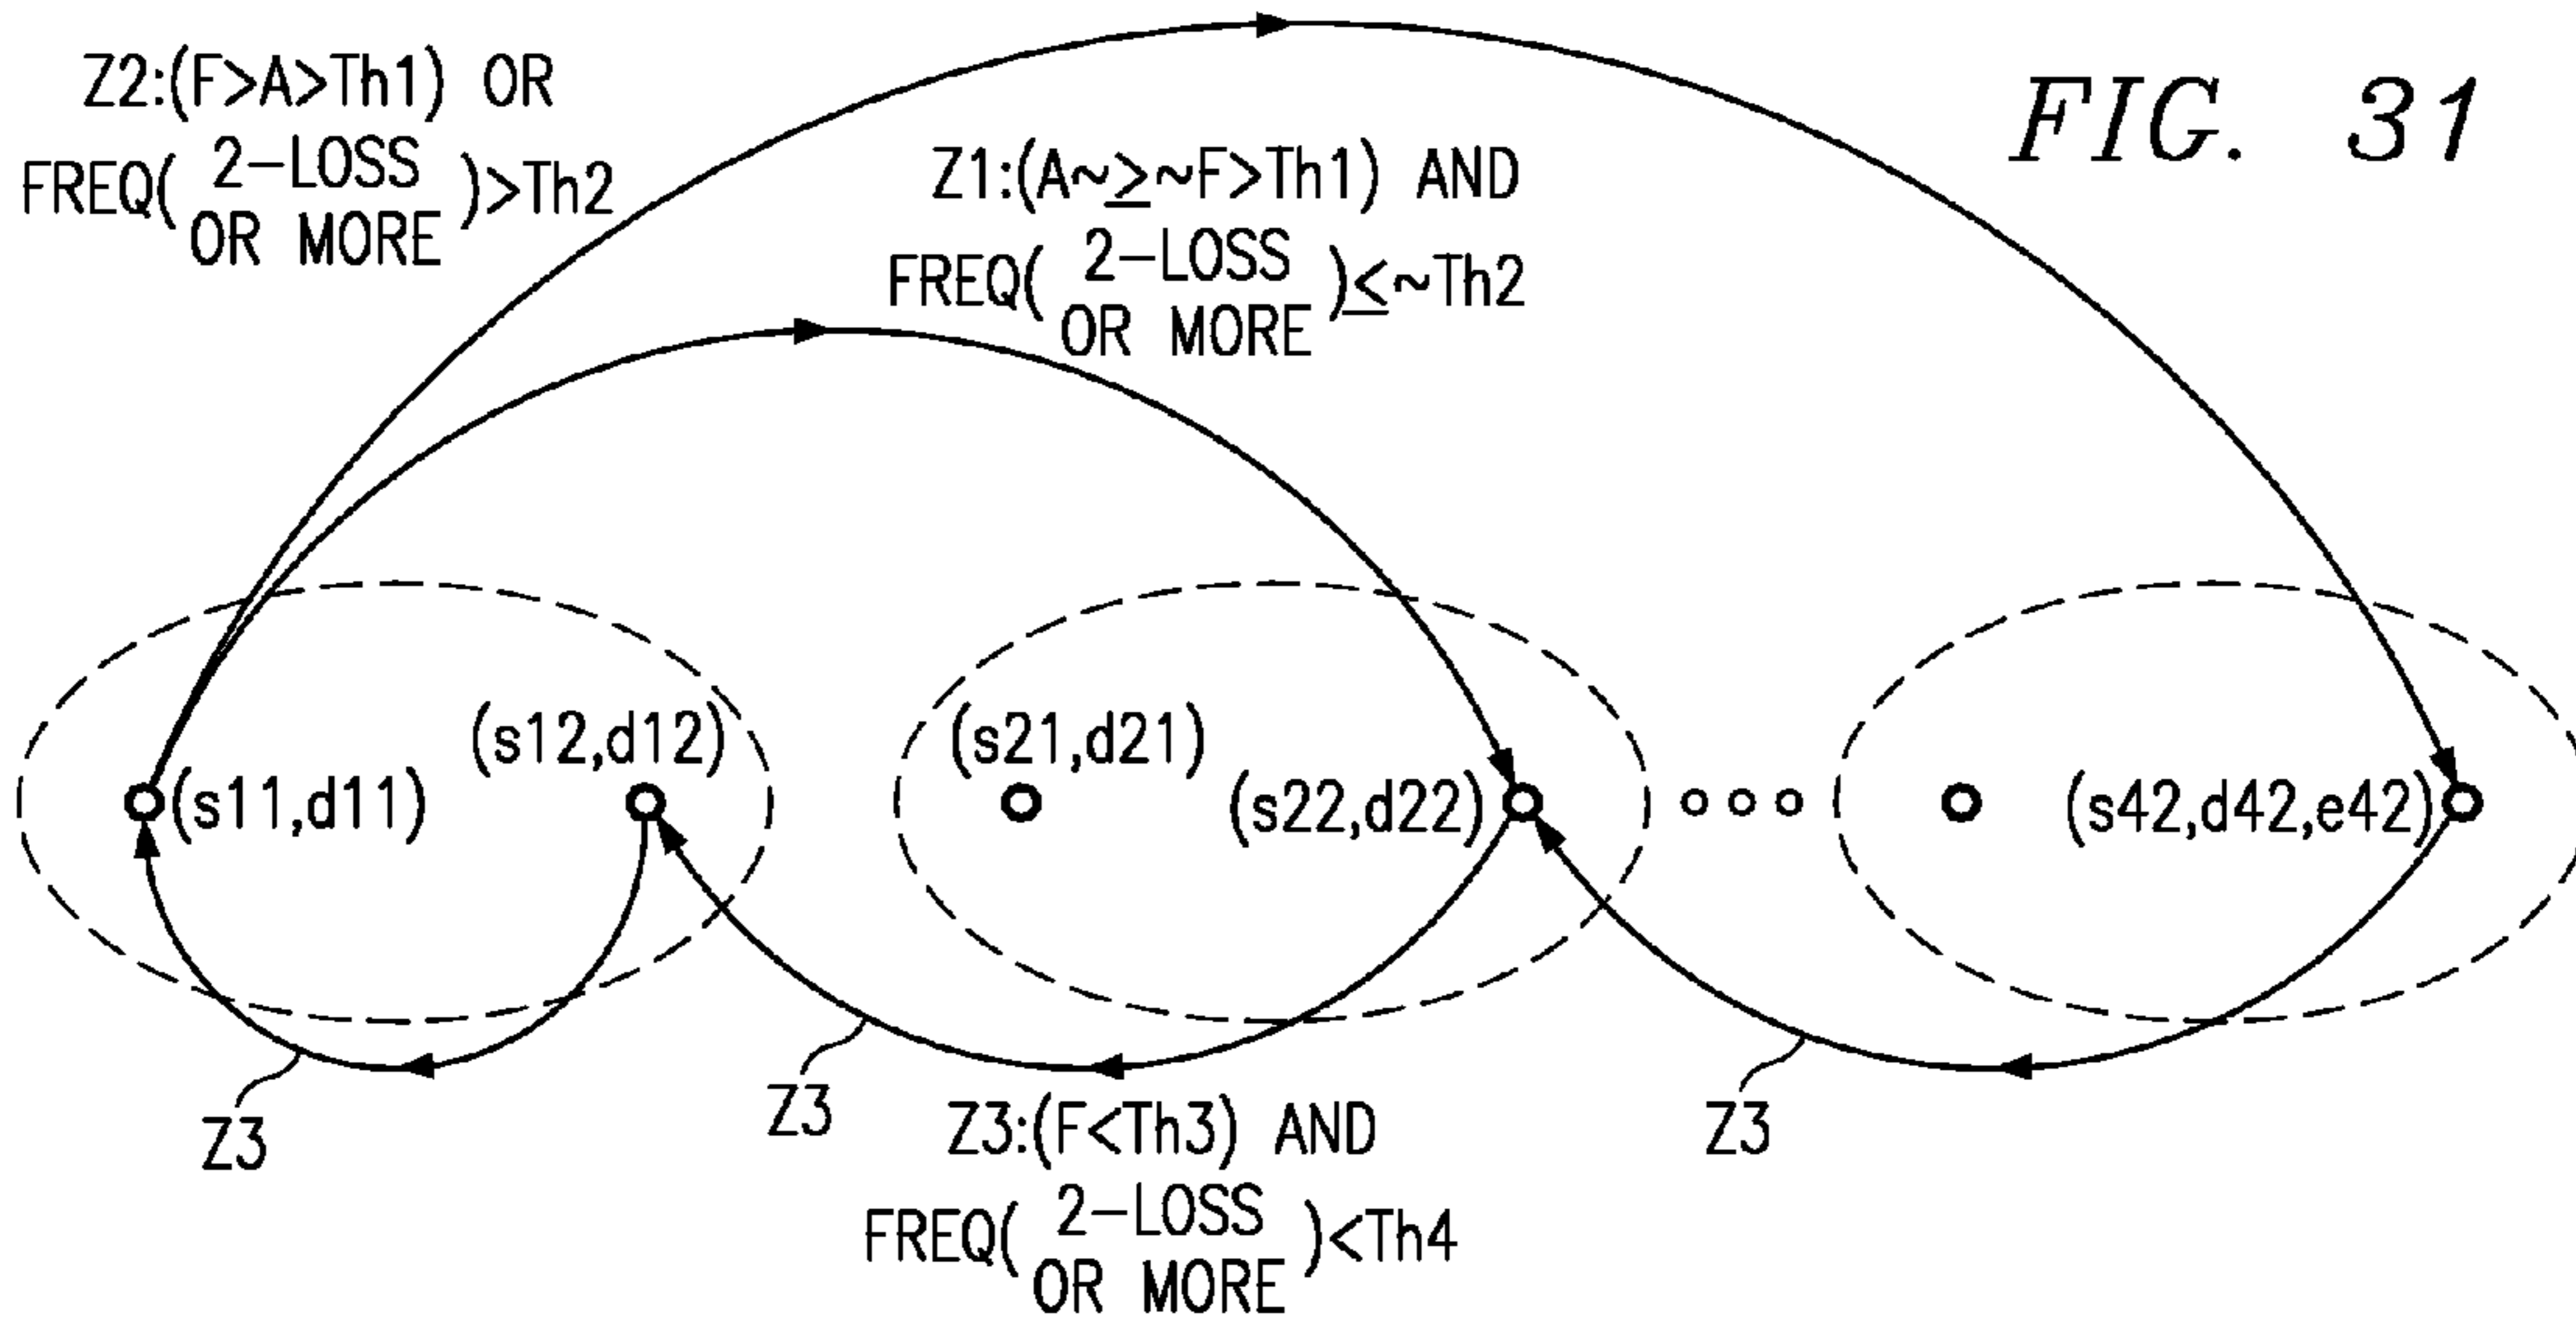 FIG. 31
Z2:(F>A>Th1) OR
FREQ( 2-LOSS OR MORE )>Th2
Z1:(A~≥~F>Th1) AND
FREQ( 2-LOSS OR MORE )≤~Th2
(s11,d11)
(s12,d12)
(s21,d21)
(s22,d22)
(s42,d42,e42)
Z3
Z3
Z3
Z3:(F<Th3) AND
FREQ( 2-LOSS OR MORE )<Th4